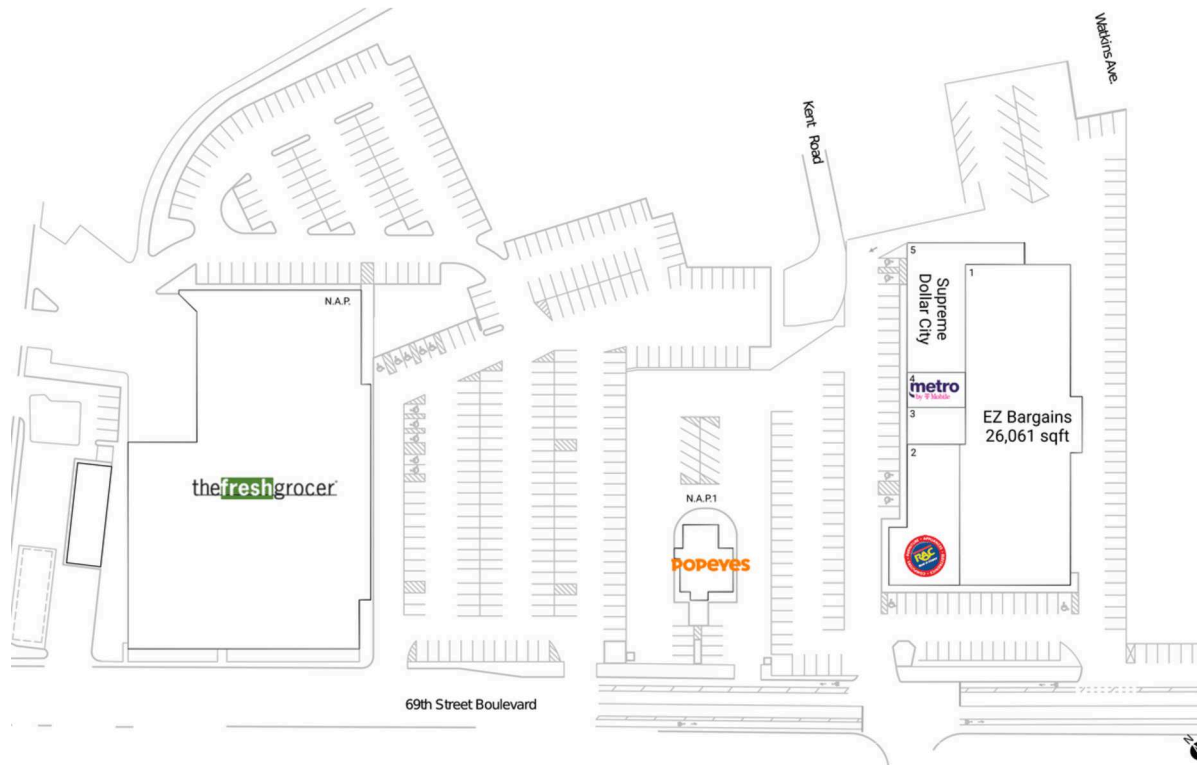 Watkins Ave.
Kent Road
5
1
N.A.P.
Supreme
Dollar City
4
metro
by T Mobile
3
EZ Bargains
26,061 sqft
2
thefreshgrocer
N.A.P.1
POPEYES
RAC
69th Street Boulevard
N